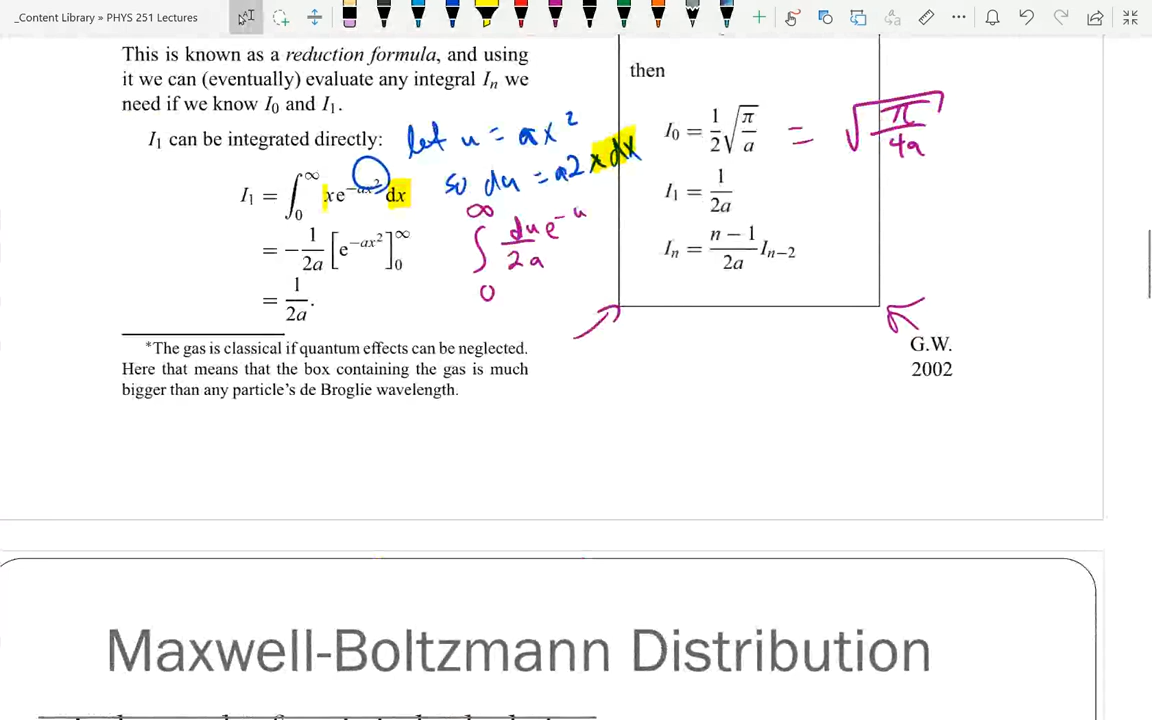 _Content Library » PHYS 251 Lectures
This is known as a reduction formula, and using
it we can (eventually) evaluate any integral Iₙ we
need if we know I₀ and I₁.
I₁ can be integrated directly:
let u = ax²
so du = a2xdx
I₁ = ∫₀^∞ xe^−ax² dx
= −1/2a [e^−ax²]₀^∞
∫₀^∞ du/2a e^−u
= 1/2a.
*The gas is classical if quantum effects can be neglected.
Here that means that the box containing the gas is much
bigger than any particle's de Broglie wavelength.
then
I₀ = 1/2 √(π/a) = √(π/4a)
I₁ = 1/2a
Iₙ = n − 1/2a Iₙ₋₂
G.W.
2002
Maxwell-Boltzmann Distribution